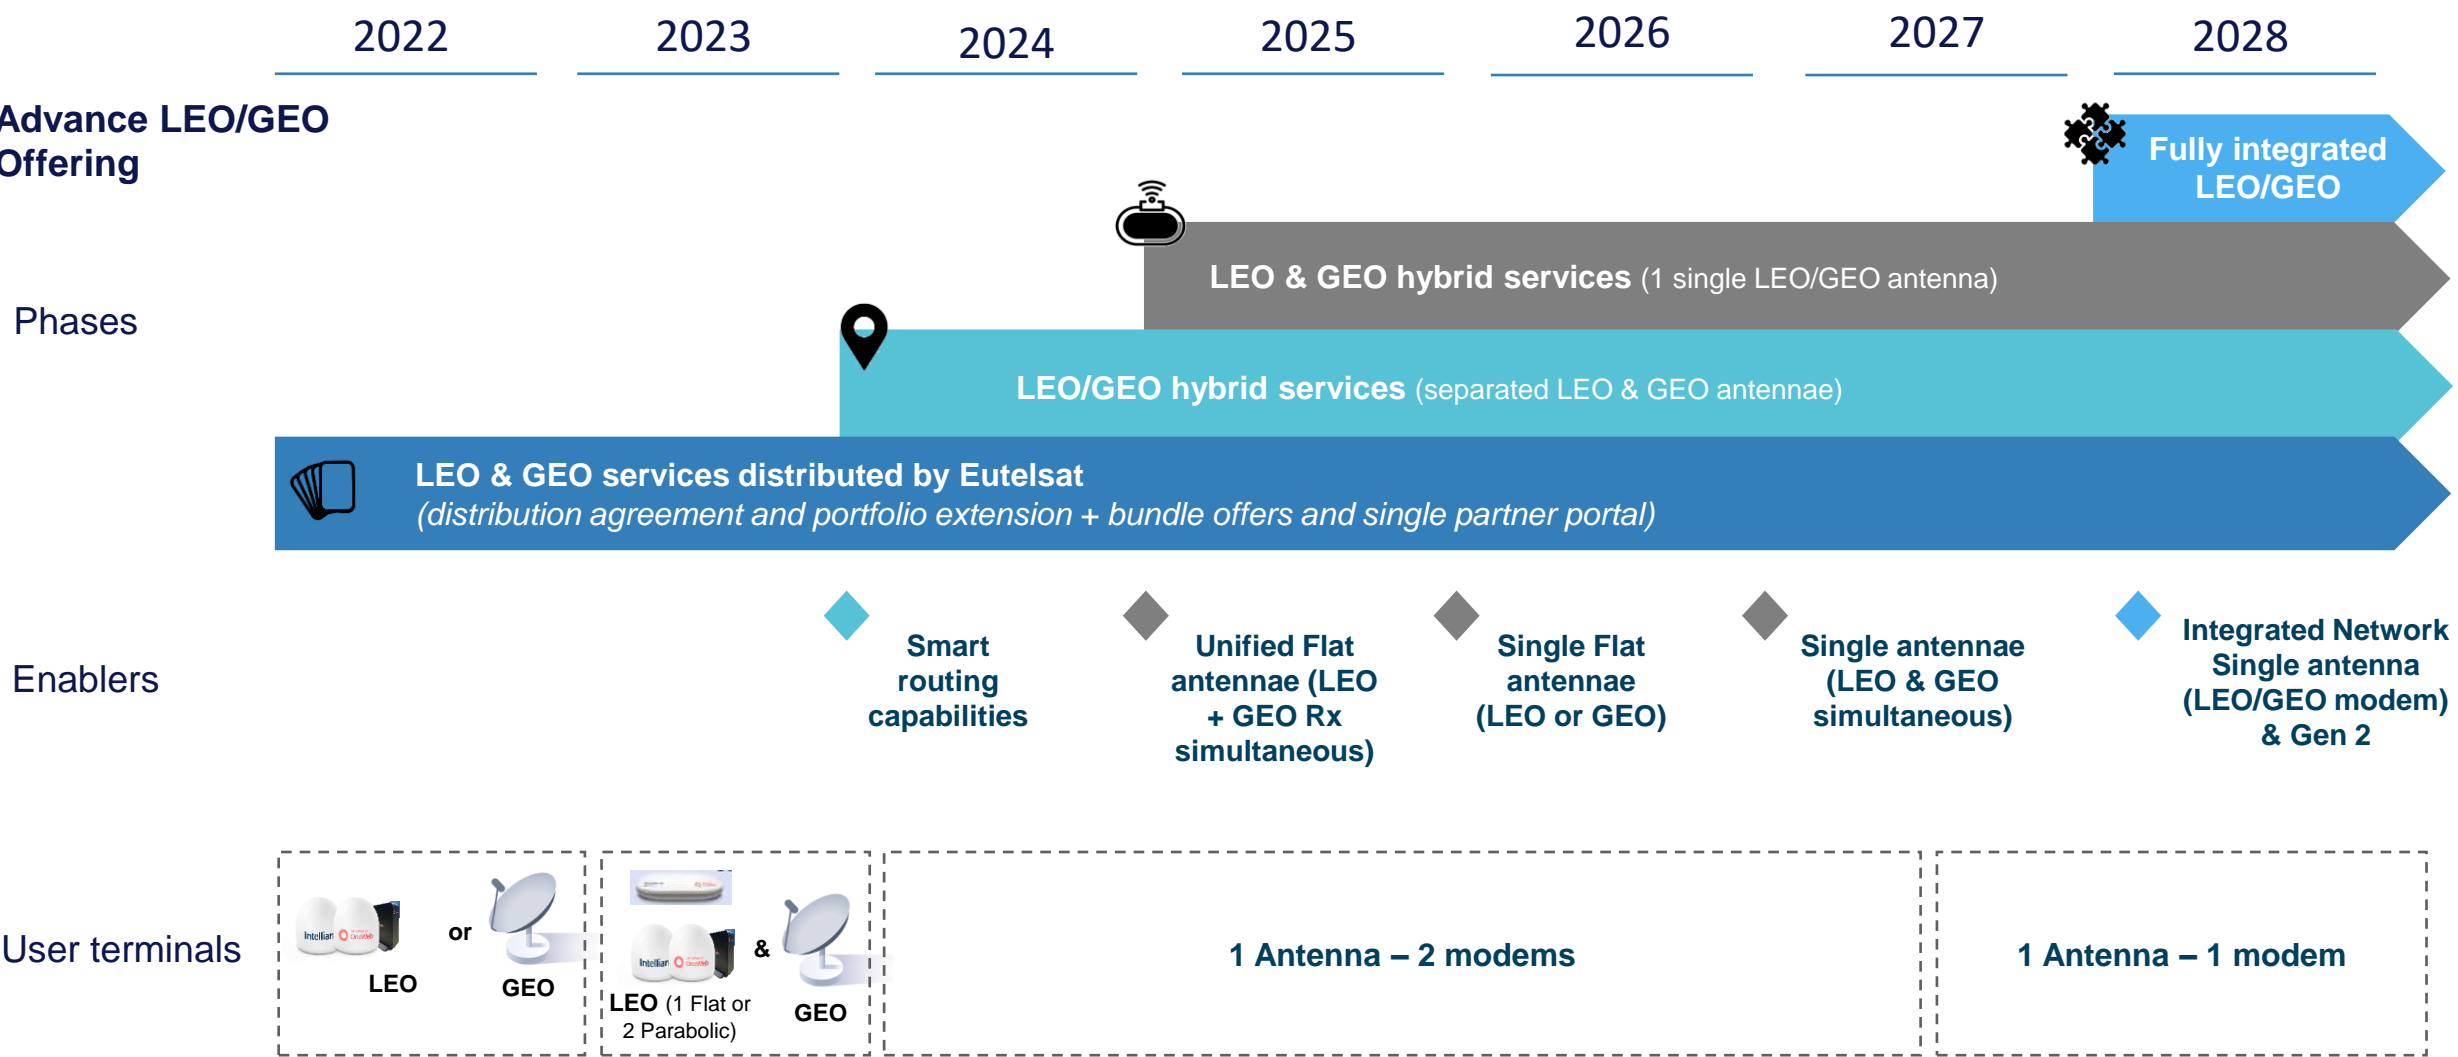 2022
2023
2024
2025
2026
2027
2028
Advance LEO/GEO
Offering
Fully integrated
LEO/GEO
LEO & GEO hybrid services (1 single LEO/GEO antenna)
Phases
LEO/GEO hybrid services (separated LEO & GEO antennae)
LEO & GEO services distributed by Eutelsat
(distribution agreement and portfolio extension + bundle offers and single partner portal)
Enablers
Smart
routing
capabilities
Unified Flat
antennae (LEO
+ GEO Rx
simultaneous)
Single Flat
antennae
(LEO or GEO)
Single antennae
(LEO & GEO
simultaneous)
Integrated Network
Single antenna
(LEO/GEO modem)
& Gen 2
User terminals
Intellian
OneWeb
LEO
or
GEO
Intellian
OneWeb
LEO (1 Flat or
2 Parabolic)
&
GEO
1 Antenna – 2 modems
1 Antenna – 1 modem